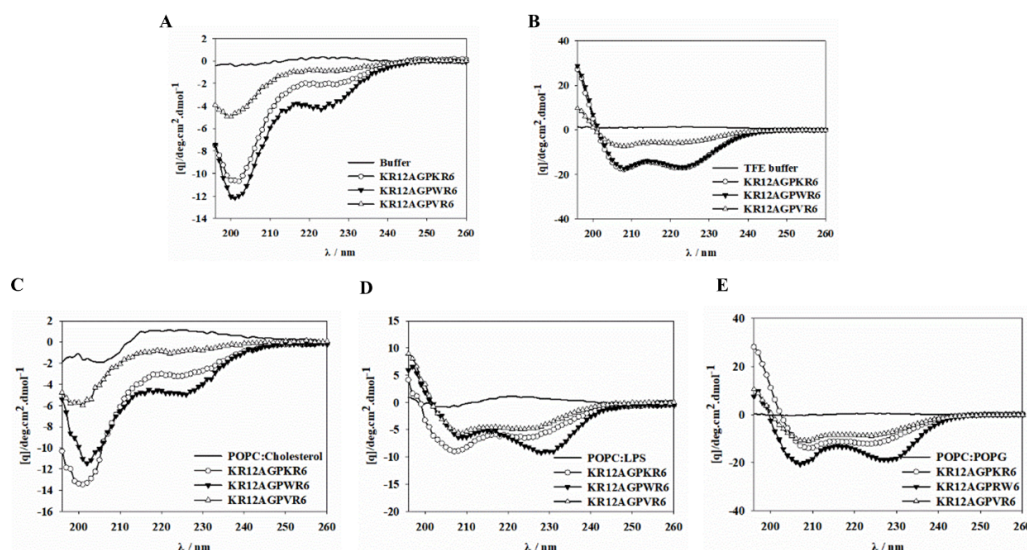 A
B
2
0
-2
-4
-6
-8
-10
-12
-14
[q]/deg.cm².dmol⁻¹
Buffer
KR12AGPKR6
KR12AGPWR6
KR12AGPVR6
200 210 220 230 240 250 260
λ / nm
40
20
0
-20
-40
[q]/deg.cm².dmol⁻¹
TFE buffer
KR12AGPKR6
KR12AGPWR6
KR12AGPVR6
200 210 220 230 240 250 260
λ / nm
C
D
E
2
0
-2
-4
-6
-8
-10
-12
-14
-16
[q]/deg.cm².dmol⁻¹
POPC:Cholesterol
KR12AGPKR6
KR12AGPWR6
KR12AGPVR6
200 210 220 230 240 250 260
λ / nm
15
10
5
0
-5
-10
15
20
[q]/deg.cm².dmol⁻¹
POPC:LPS
KR12AGPKR6
KR12AGPWR6
KR12AGPVR6
200 210 220 230 240 250 260
λ / nm
40
20
0
-20
-40
[q]/deg.cm².dmol⁻¹
POPC:POPG
KR12AGPKR6
KR12AGPRW6
KR12AGPVR6
200 210 220 230 240 250 260
λ / nm